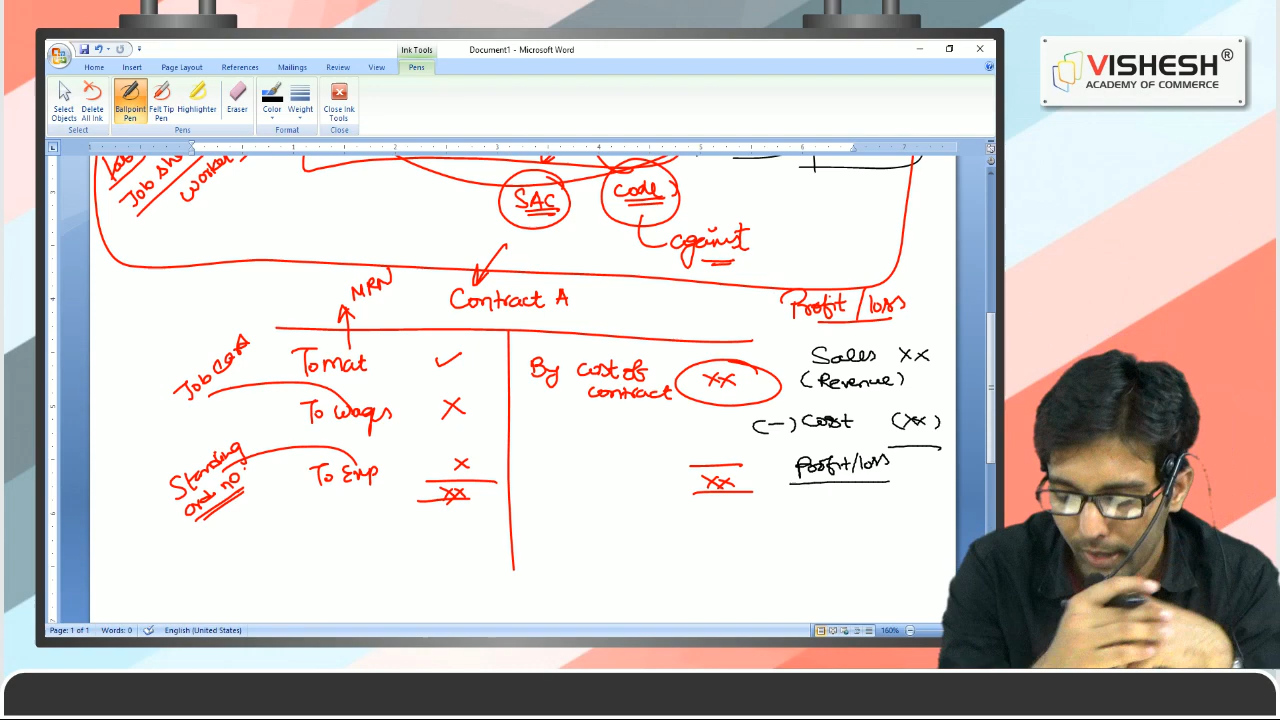 Ink Tools
Document1 - Microsoft Word
Home Insert Page Layout References Mailings Review View Pens
Select Objects
Delete All Ink
Ballpoint Pen
Felt Tip Pen
Highlighter
Eraser
Color
Weight
Close Ink Tools
Select
Pens
Format
Close
VISHESH®
ACADEMY OF COMMERCE
Job
Job
Worker
SAC
Code
against
MRN
Contract A
Profit/loss
Job Card
To mat ✓
By cost of contract XX
Sales XX
(Revenue)
To wages X
(-) Cost (XX)
Standing
ord. no.
To Exp X
XX
XX
Profit/loss
Page: 1 of 1 Words: 0 English (United States) 160%